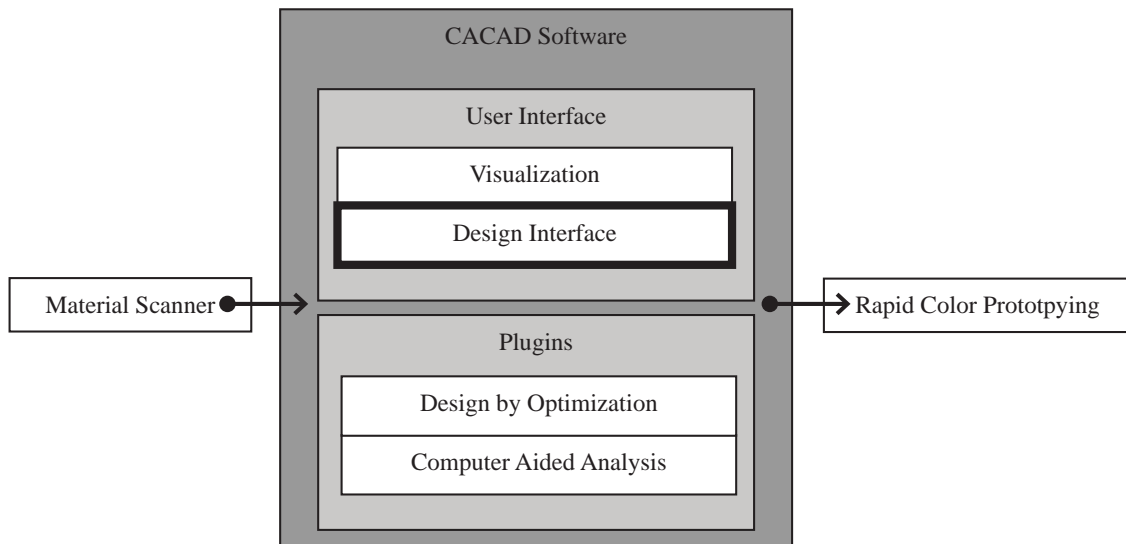 CACAD Software
User Interface
Visualization
Design Interface
Material Scanner
Rapid Color Prototpying
Plugins
Design by Optimization
Computer Aided Analysis